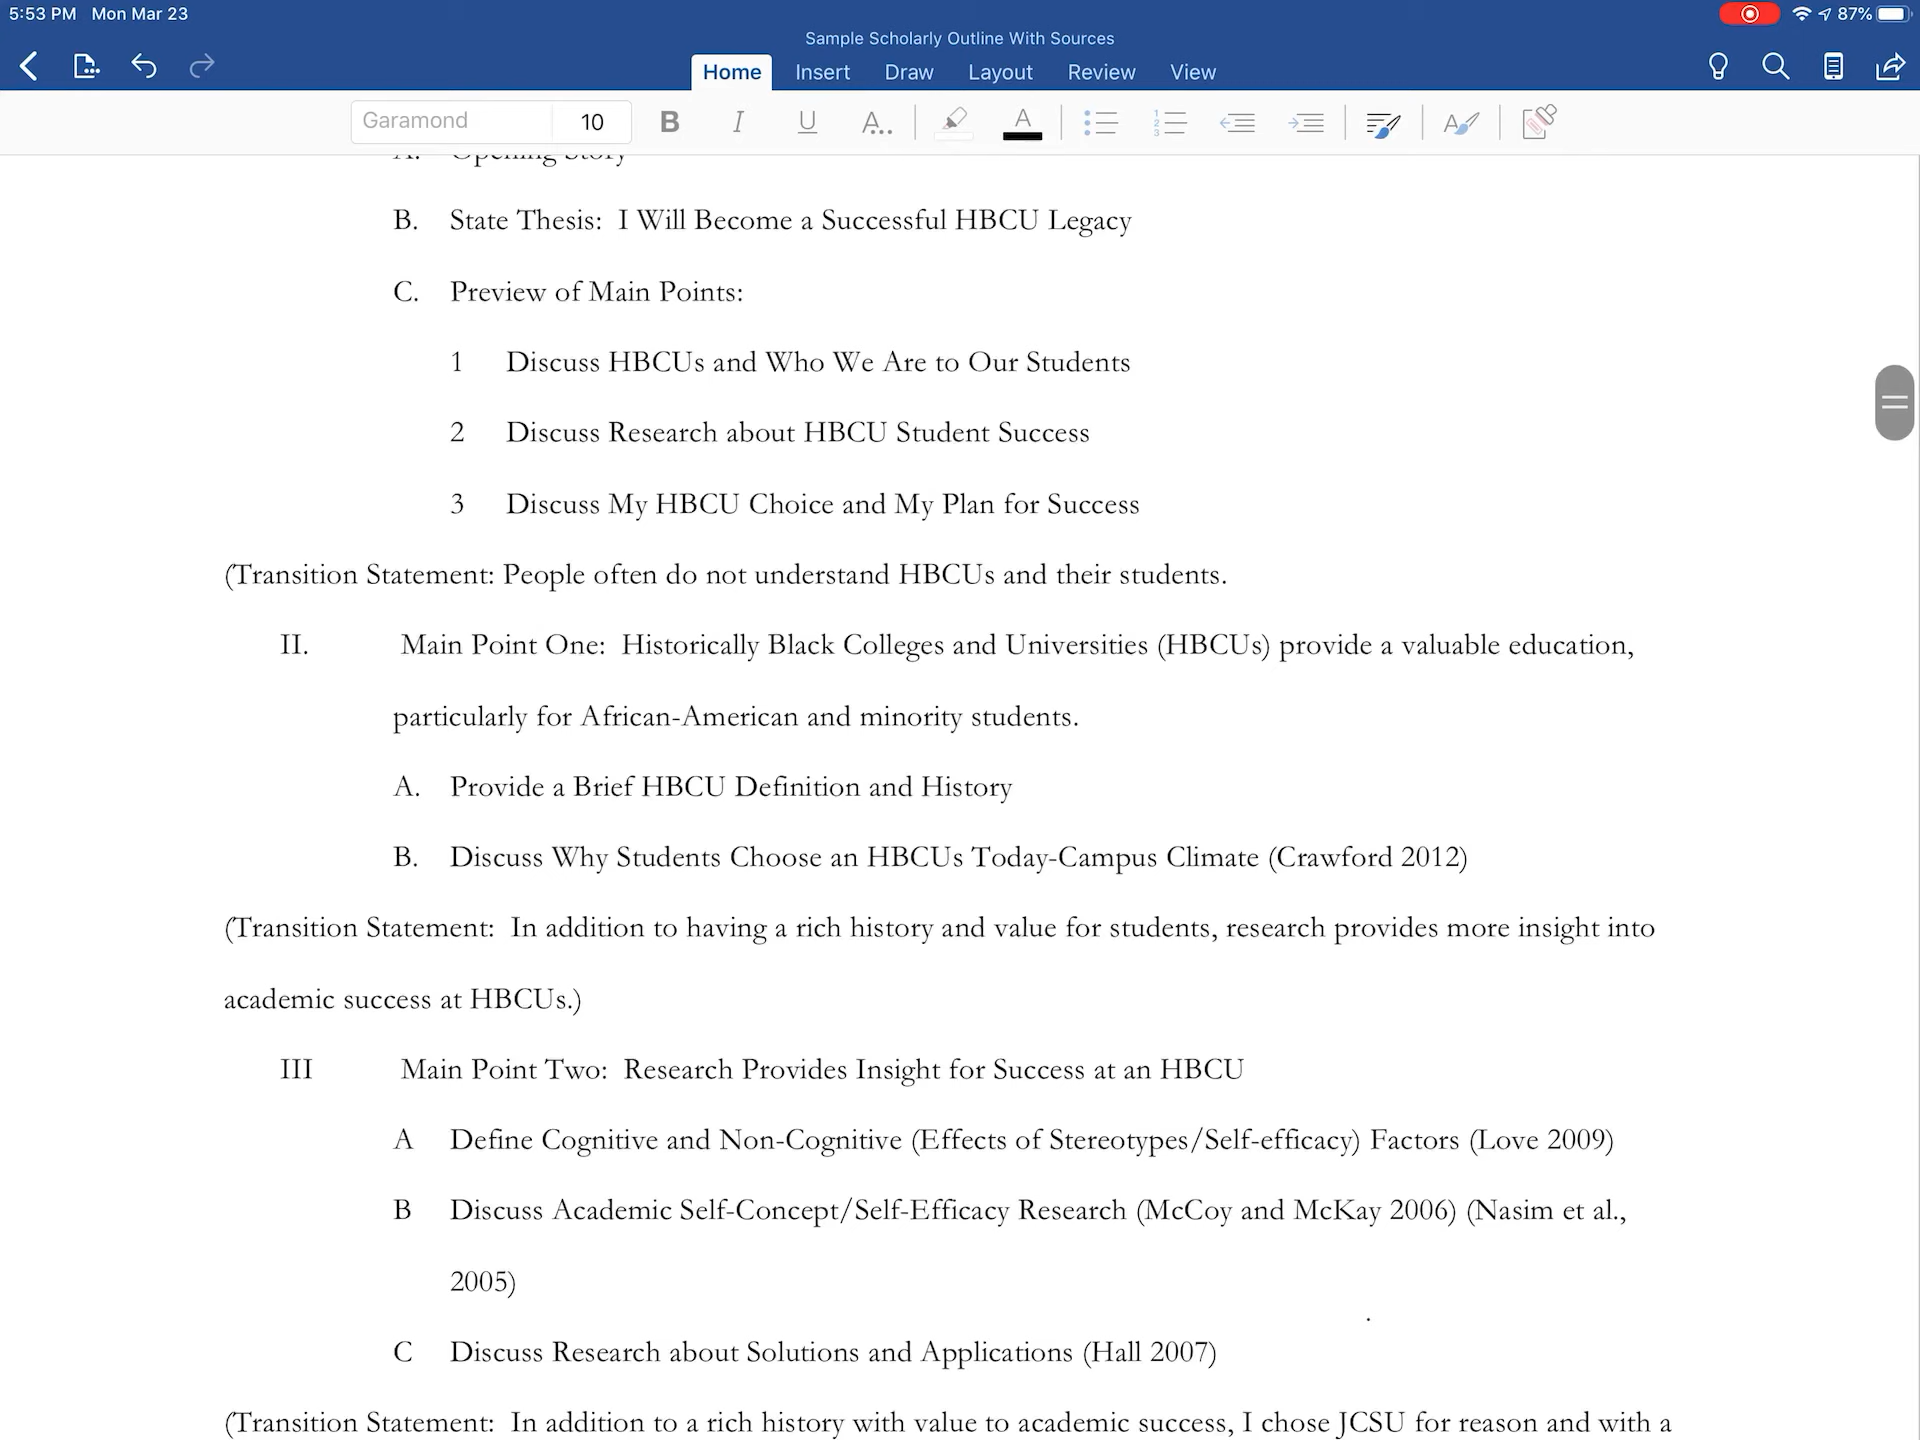 5:53 PM Mon Mar 23
87%
Sample Scholarly Outline With Sources
Home Insert Draw Layout Review View
Garamond 10 B I U A.. A
A. Opening Story
B. State Thesis: I Will Become a Successful HBCU Legacy
C. Preview of Main Points:
1 Discuss HBCUs and Who We Are to Our Students
2 Discuss Research about HBCU Student Success
3 Discuss My HBCU Choice and My Plan for Success
(Transition Statement: People often do not understand HBCUs and their students.
II. Main Point One: Historically Black Colleges and Universities (HBCUs) provide a valuable education,
particularly for African-American and minority students.
A. Provide a Brief HBCU Definition and History
B. Discuss Why Students Choose an HBCUs Today-Campus Climate (Crawford 2012)
(Transition Statement: In addition to having a rich history and value for students, research provides more insight into
academic success at HBCUs.)
III Main Point Two: Research Provides Insight for Success at an HBCU
A Define Cognitive and Non-Cognitive (Effects of Stereotypes/Self-efficacy) Factors (Love 2009)
B Discuss Academic Self-Concept/Self-Efficacy Research (McCoy and McKay 2006) (Nasim et al.,
2005)
C Discuss Research about Solutions and Applications (Hall 2007)
(Transition Statement: In addition to a rich history with value to academic success, I chose JCSU for reason and with a